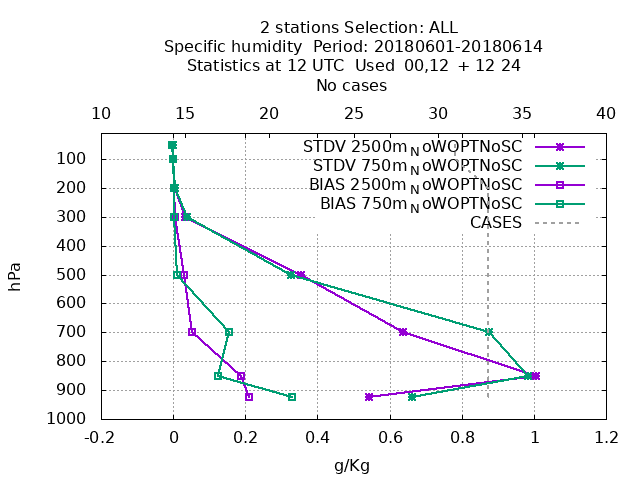 2 stations Selection: ALL
Specific humidity  Period: 20180601-20180614
Statistics at 12 UTC  Used  00,12  + 12 24
No cases
10 15 20 25 30 35 40
STDV 2500m_NoWOPTNoSC
STDV 750m_NoWOPTNoSC
BIAS 2500m_NoWOPTNoSC
BIAS 750m_NoWOPTNoSC
CASES
hPa
100
200
300
400
500
600
700
800
900
1000
-0.2 0 0.2 0.4 0.6 0.8 1 1.2
g/Kg